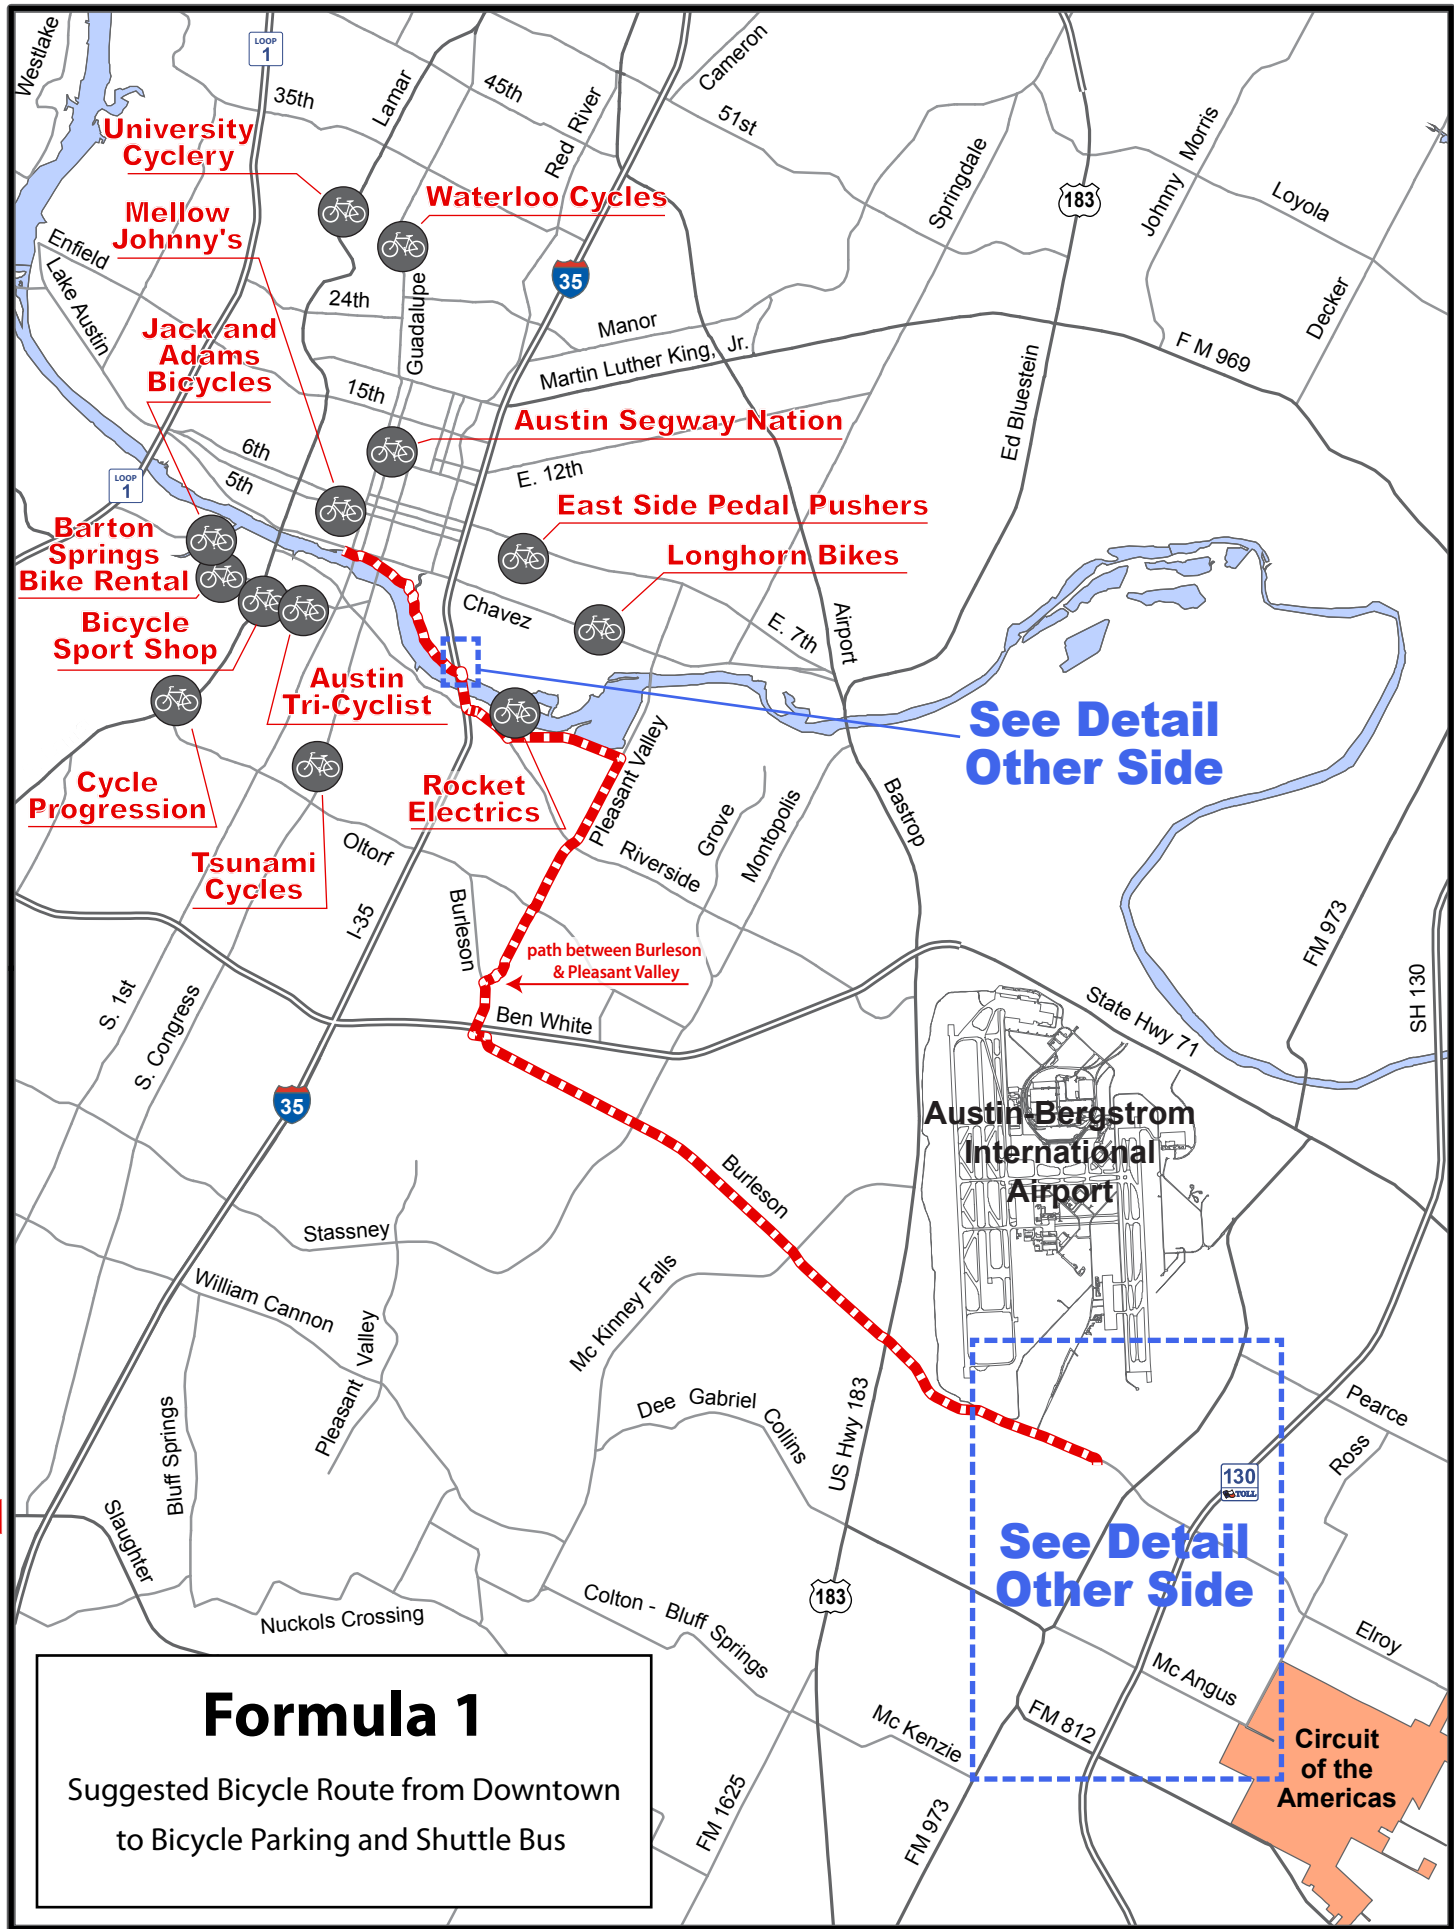 Westlake
LOOP
1
35th
Lamar
45th
Red River
Cameron
51st
Springdale
183
Johnny Morris
Loyola
Decker
University
Cyclery
Waterloo Cycles
Mellow
Johnny's
Enfield
Lake Austin
24th
Guadalupe
35
Manor
Martin Luther King, Jr.
F M 969
Ed Bluestein
Jack and
Adams
Bicycles
15th
Austin Segway Nation
6th
5th
LOOP
1
E. 12th
East Side Pedal Pushers
Barton
Springs
Bike Rental
Longhorn Bikes
Chavez
E. 7th
Airport
Bicycle
Sport Shop
Austin
Tri-Cyclist
See Detail
Other Side
Cycle
Progression
Rocket
Electrics
Pleasant Valley
Grove
Montopolis
Bastrop
Tsunami
Cycles
Oltorf
Riverside
Burleson
I-35
path between Burleson
& Pleasant Valley
FM 973
SH 130
S. 1st
S. Congress
Ben White
State Hwy 71
35
Austin-Bergstrom
International
Airport
Burleson
Stassney
William Cannon
Mc Kinney Falls
Pleasant Valley
Dee Gabriel Collins
US Hwy 183
Pearce
Ross
Bluff Springs
Slaughter
130
TOLL
See Detail
Other Side
183
Nuckols Crossing
Colton - Bluff Springs
Elroy
Mc Angus
Mc Kenzie
FM 812
Circuit
of the
Americas
FM 1625
FM 973
Formula 1
Suggested Bicycle Route from Downtown
to Bicycle Parking and Shuttle Bus